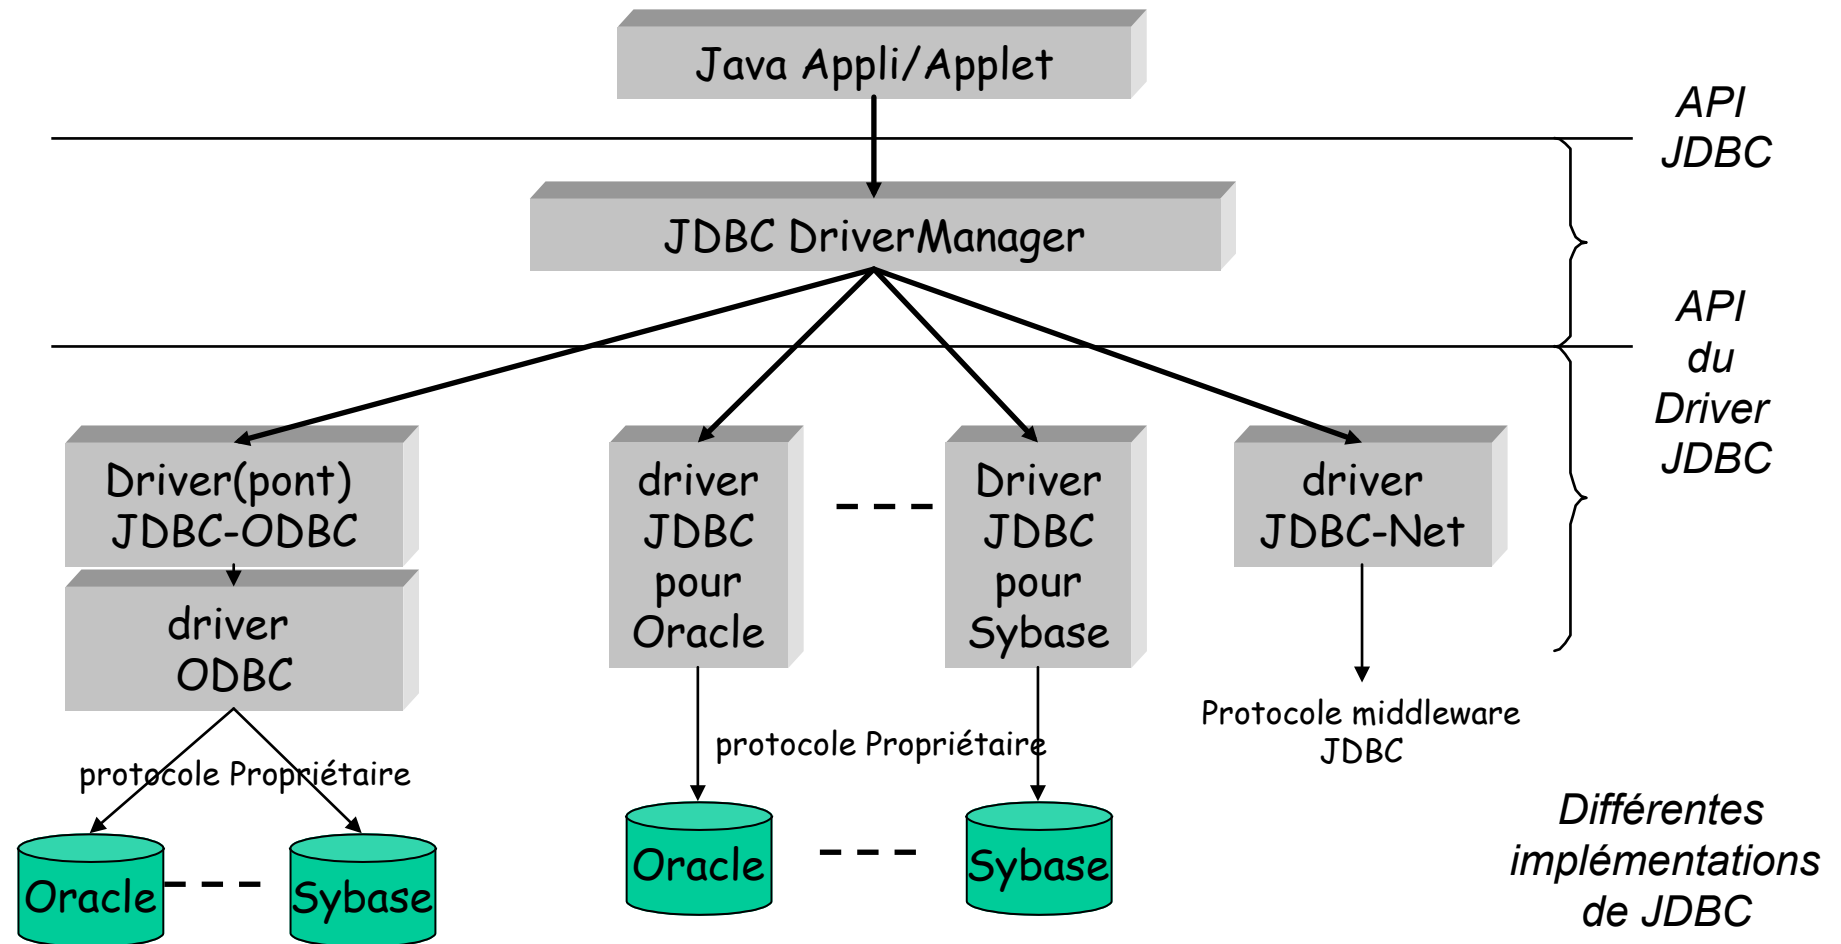 Java Appli/Applet
API
JDBC
JDBC DriverManager
API
du
Driver
JDBC
Driver(pont)
JDBC-ODBC
driver
ODBC
driver
JDBC
pour
Oracle
Driver
JDBC
pour
Sybase
driver
JDBC-Net
protocole Propriétaire
protocole Propriétaire
Protocole middleware
JDBC
Oracle
Sybase
Oracle
Sybase
Différentes
implémentations
de JDBC